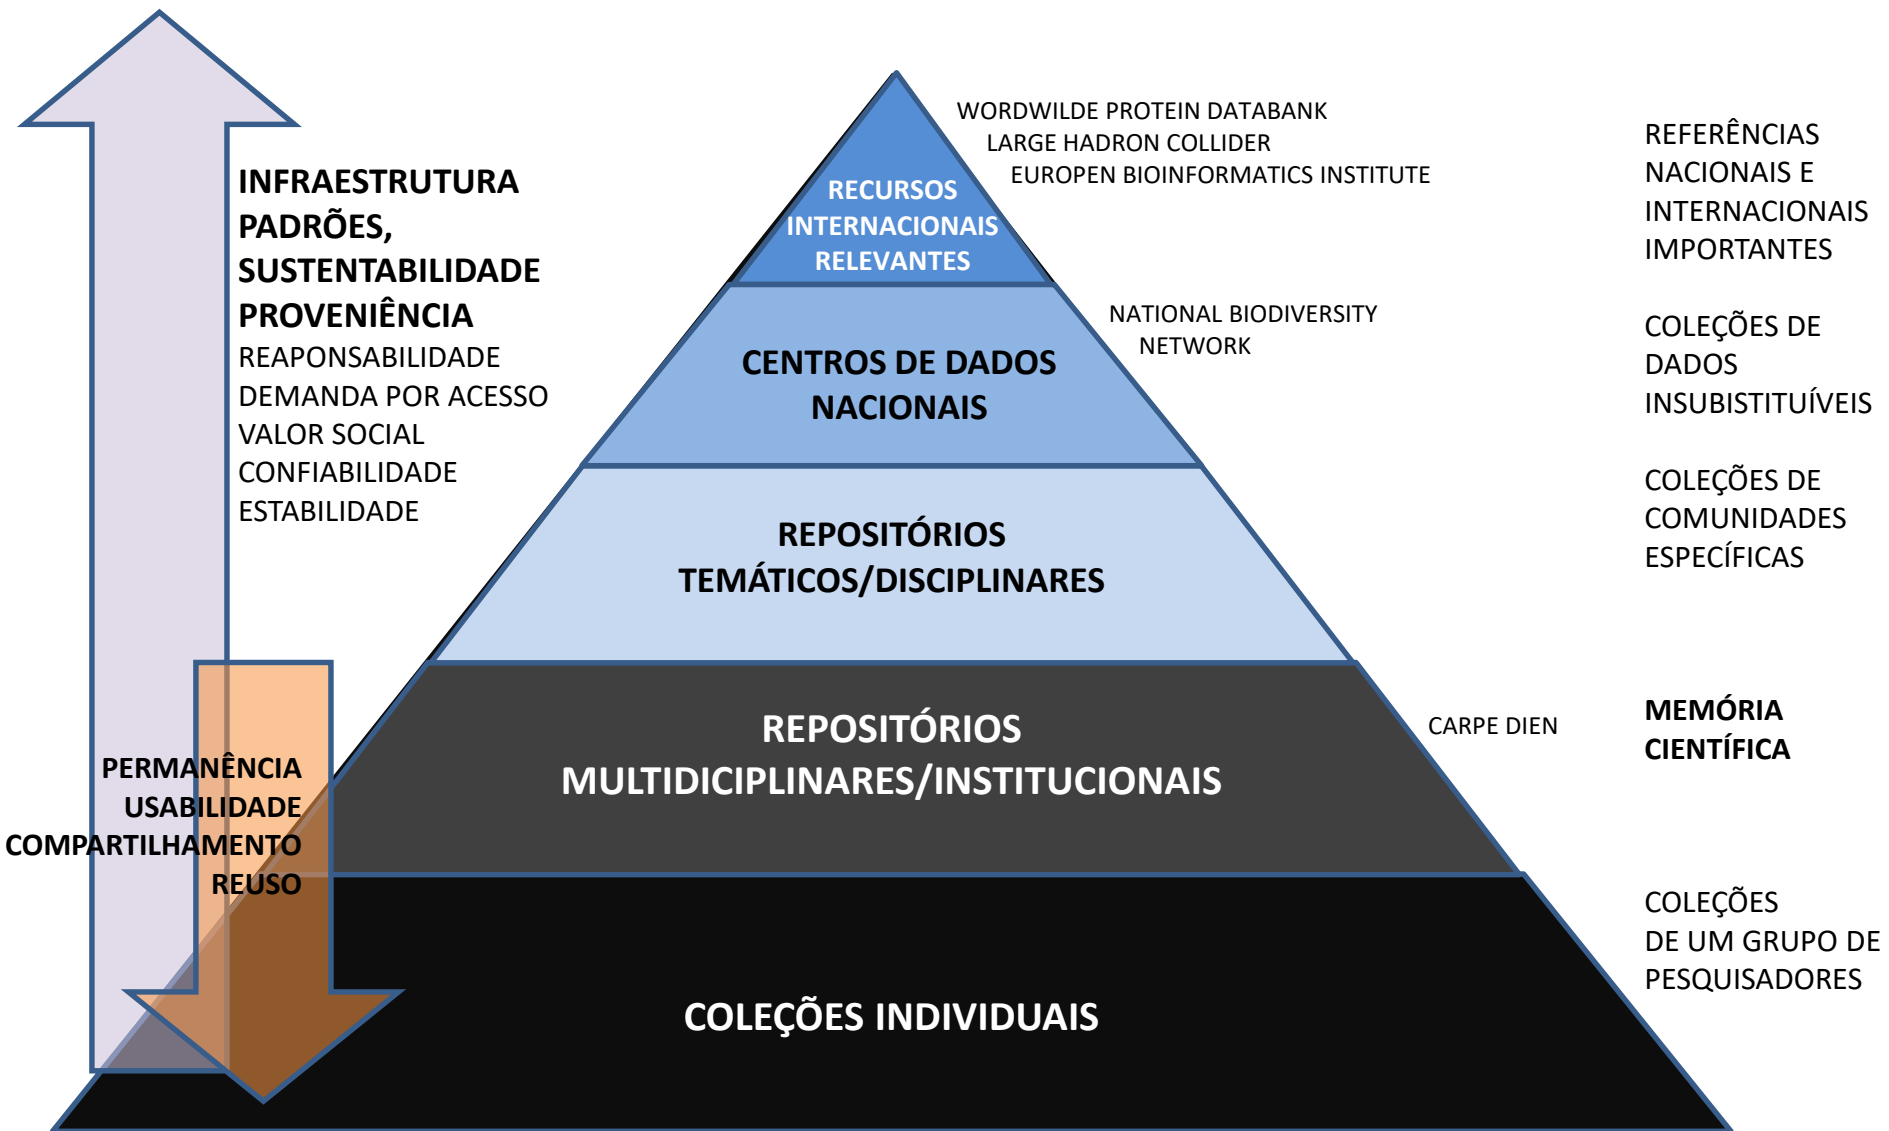 WORDWILDE PROTEIN DATABANK
LARGE HADRON COLLIDER
EUROPEN BIOINFORMATICS INSTITUTE
REFERÊNCIAS
NACIONAIS E
INTERNACIONAIS
IMPORTANTES
INFRAESTRUTURA
PADRÕES,
SUSTENTABILIDADE
PROVENIÊNCIA
REAPONSABILIDADE
DEMANDA POR ACESSO
VALOR SOCIAL
CONFIABILIDADE
ESTABILIDADE
RECURSOS
INTERNACIONAIS
RELEVANTES
NATIONAL BIODIVERSITY
NETWORK
COLEÇÕES DE
DADOS
INSUBISTITUÍVEIS
CENTROS DE DADOS
NACIONAIS
COLEÇÕES DE
COMUNIDADES
ESPECÍFICAS
REPOSITÓRIOS
TEMÁTICOS/DISCIPLINARES
REPOSITÓRIOS
MULTIDICIPLINARES/INSTITUCIONAIS
CARPE DIEN
MEMÓRIA
CIENTÍFICA
PERMANÊNCIA
USABILIDADE
COMPARTILHAMENTO
REUSO
COLEÇÕES
DE UM GRUPO DE
PESQUISADORES
COLEÇÕES INDIVIDUAIS